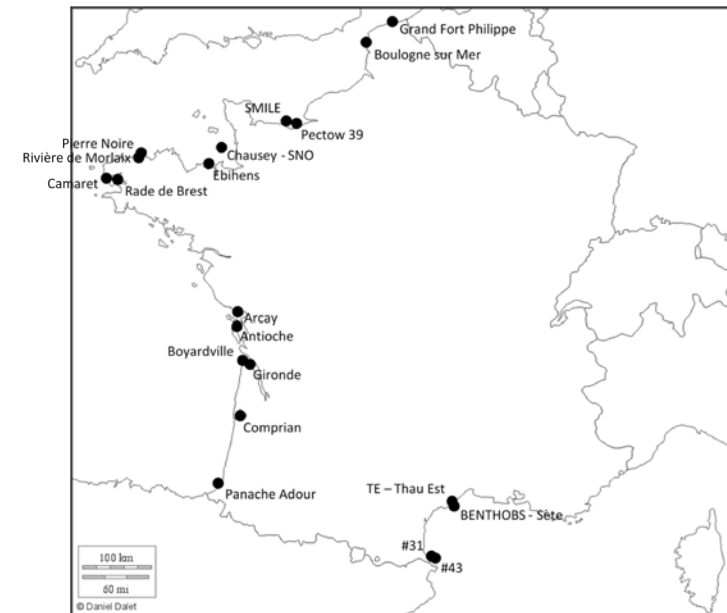 Grand Fort Philippe
Boulogne sur Mer
SMILE
Pectow 39
Pierre Noire
Rivière de Morlaix
Chausey - SNO
Ebihens
Camaret
Rade de Brest
Arcay
Antioche
Boyardville
Gironde
Comprian
Panache Adour
TE – Thau Est
BENTHOBS - Sète
#31
#43
100 km
60 mi
© Daniel Dalet